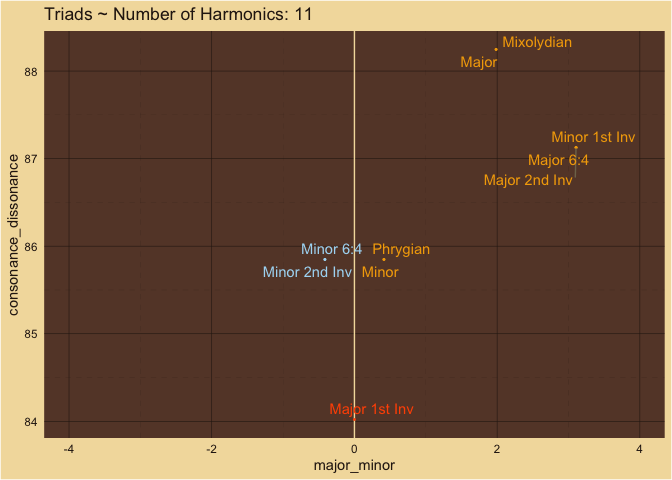 Triads ~ Number of Harmonics: 11
Mixolydian
Major
Minor 1st Inv
Major 6:4
Major 2nd Inv
Minor 6:4
Phrygian
Minor 2nd Inv
Minor
Major 1st Inv
88
87
86
85
84
consonance_dissonance
-4
-2
0
2
4
major_minor